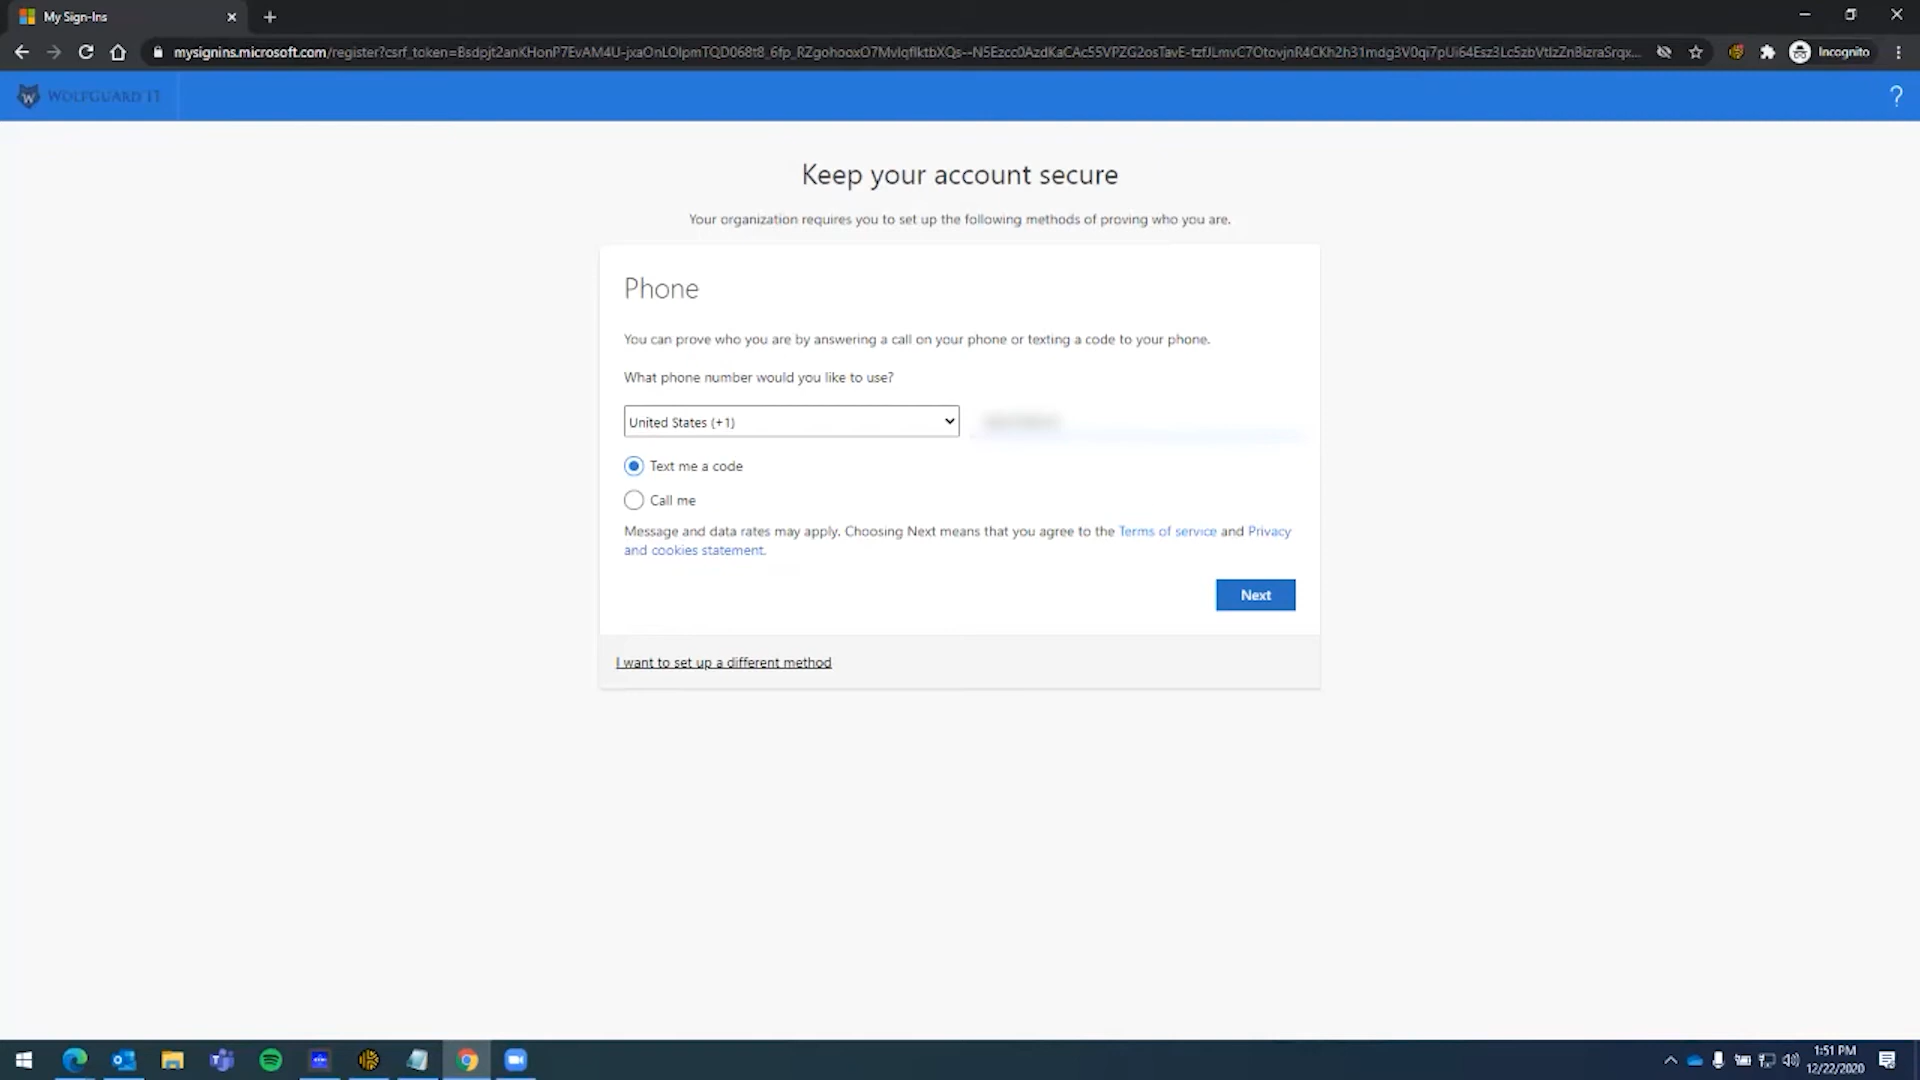 My Sign-Ins
mysignins.microsoft.com
Incognito
WOLFGUARD IT
?
Keep your account secure
Your organization requires you to set up the following methods of proving who you are.
Phone
You can prove who you are by answering a call on your phone or texting a code to your phone.
What phone number would you like to use?
United States (+1)
Text me a code
Call me
Message and data rates may apply. Choosing Next means that you agree to the Terms of service and Privacy
and cookies statement.
Next
I want to set up a different method
1:51 PM
12/22/2020